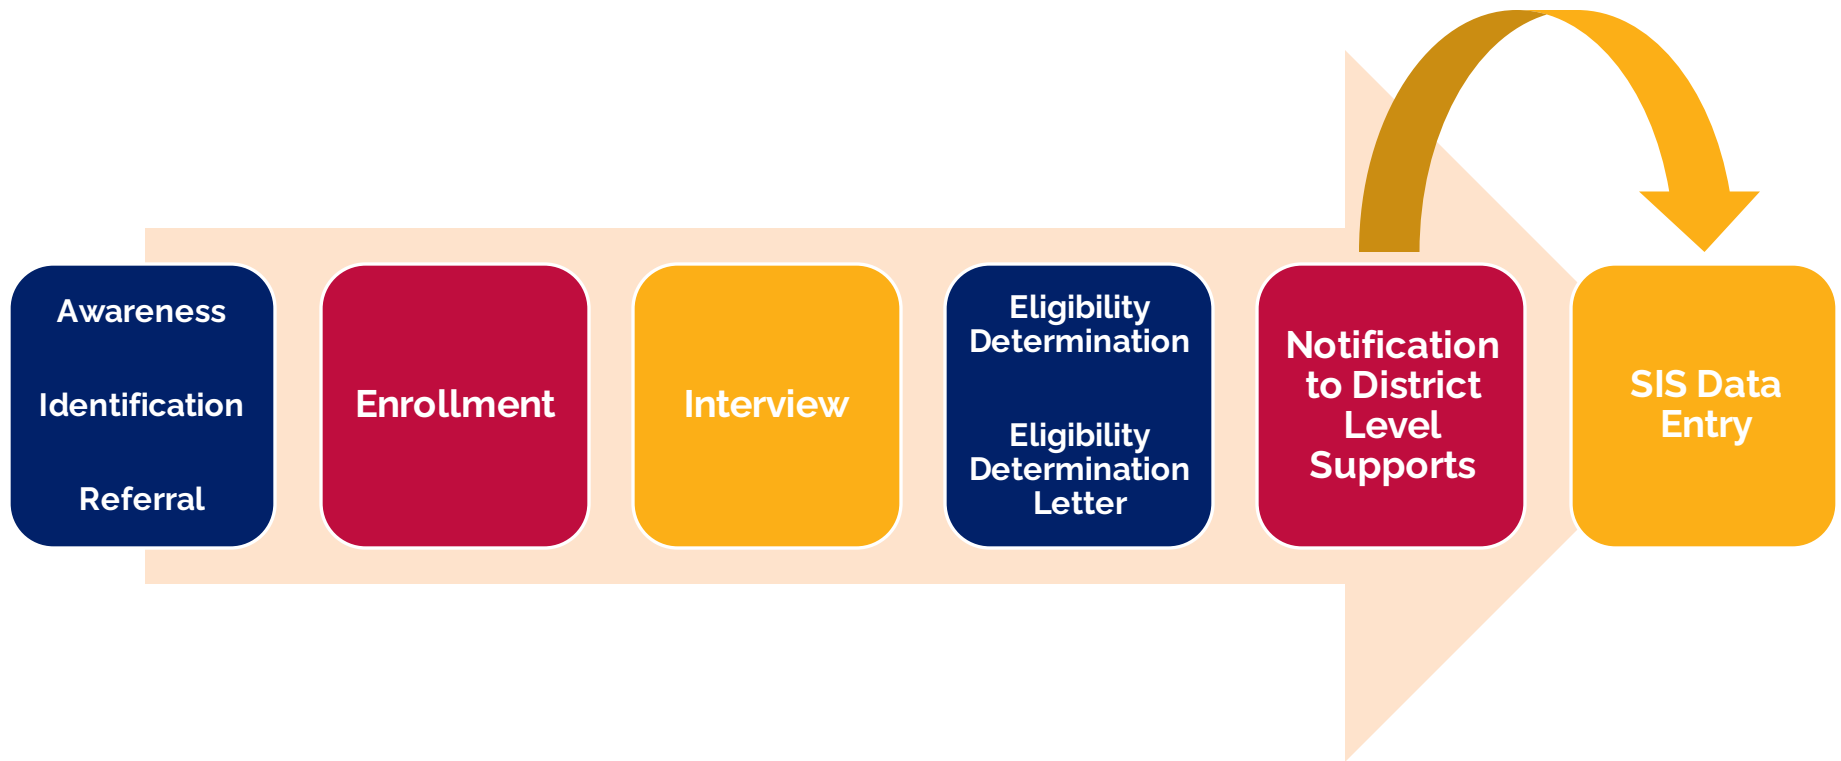 Awareness
Identification
Referral
Enrollment
Interview
Eligibility
Determination
Eligibility
Determination
Letter
Notification
to District
Level
Supports
SIS Data
Entry